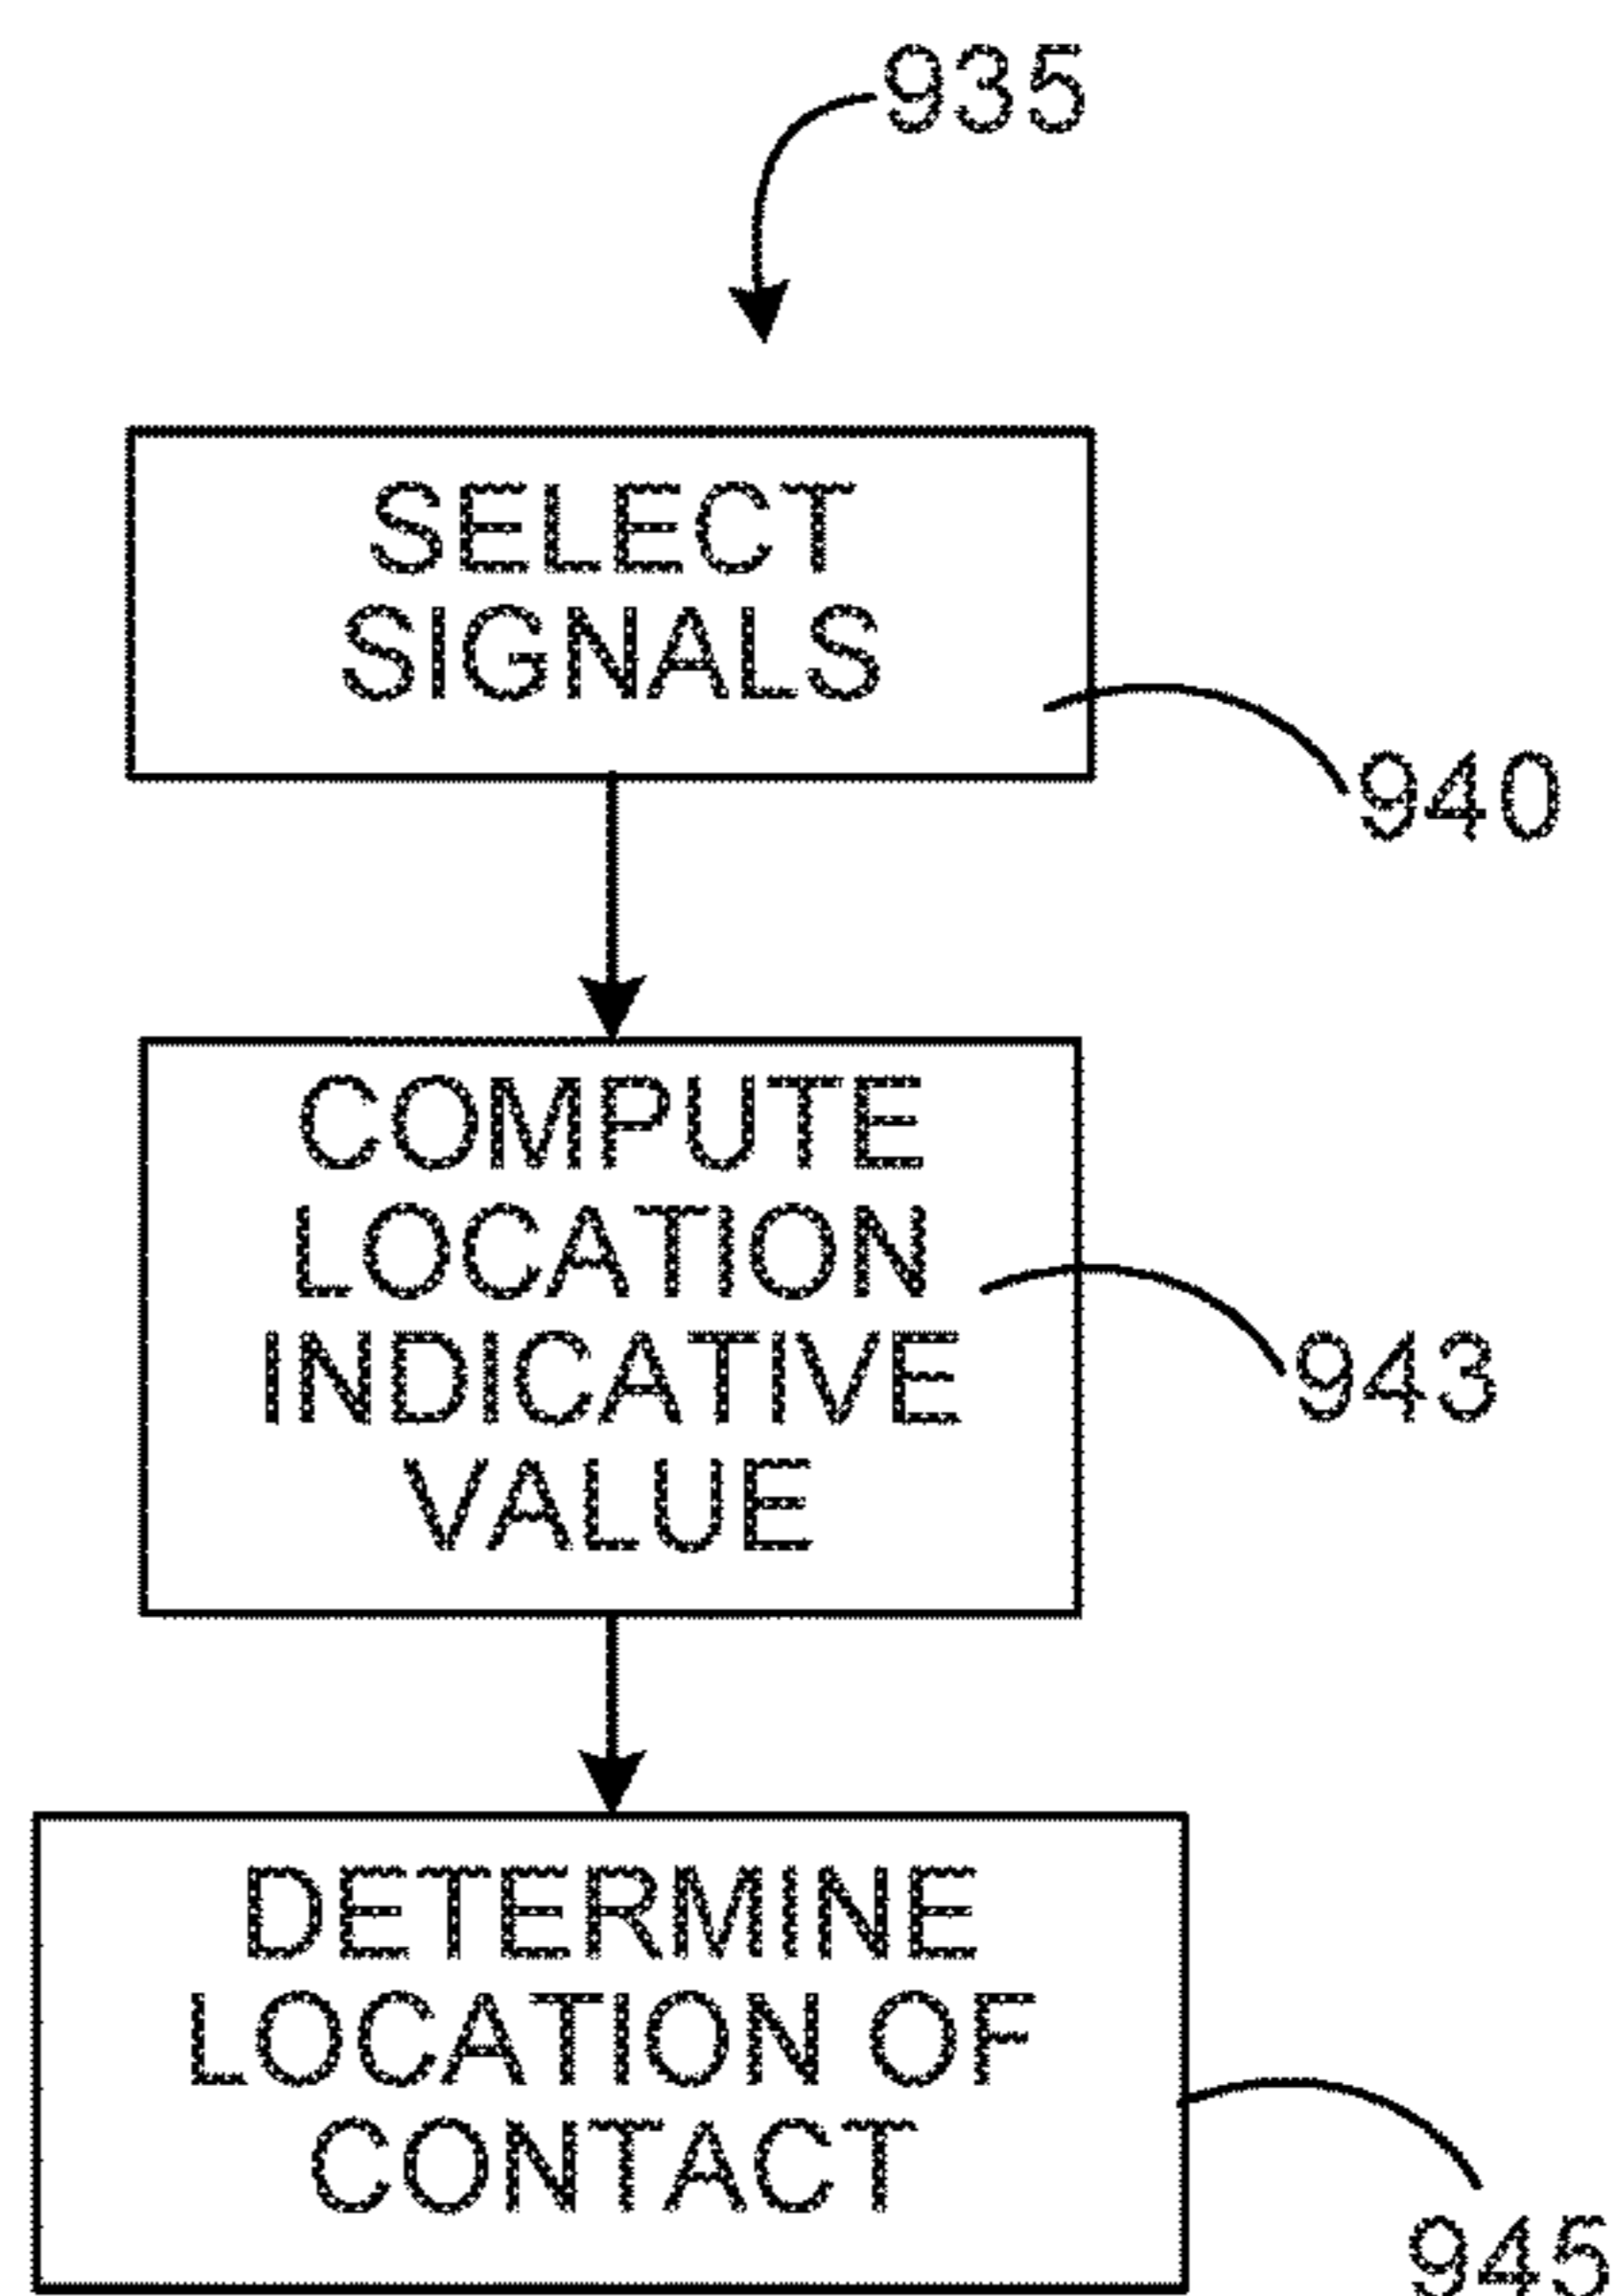 935
SELECT
SIGNALS
940
COMPUTE
LOCATION
INDICATIVE
VALUE
943
DETERMINE
LOCATION OF
CONTACT
945